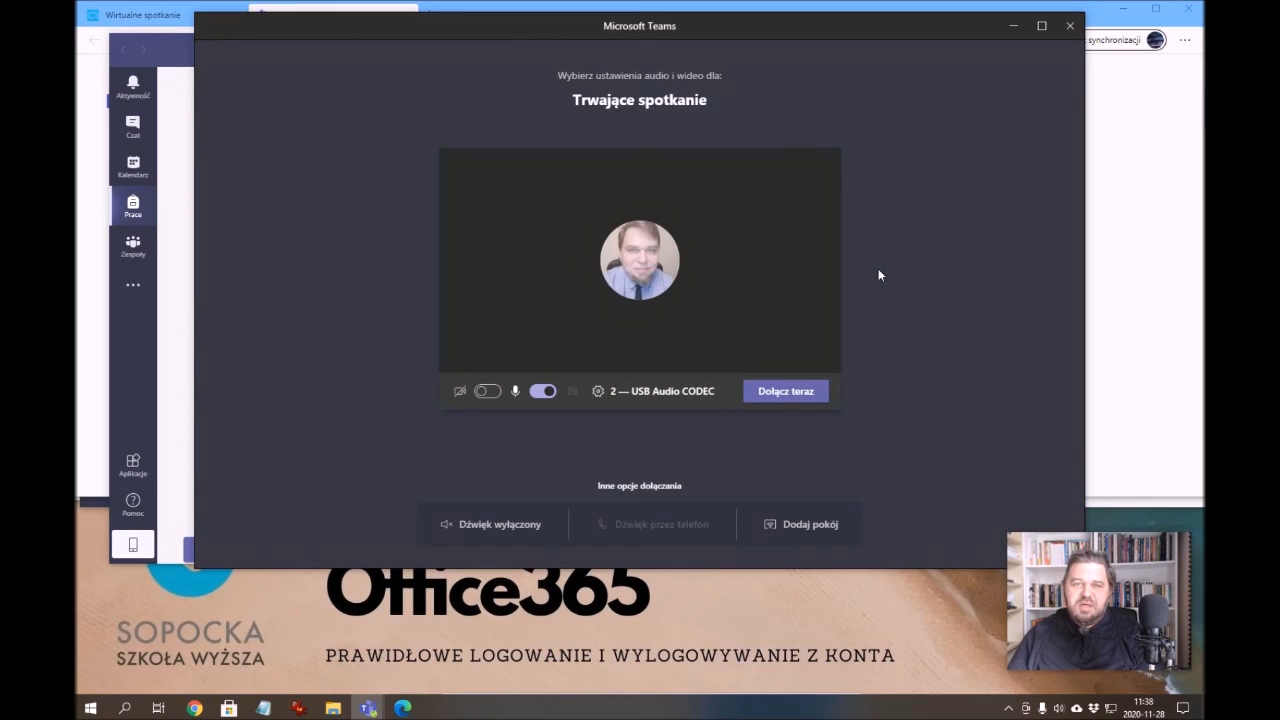 Wirtualne spotkanie
Microsoft Teams
synchronizacji
Wybierz ustawienia audio i wideo dla:
Trwające spotkanie
Aktywność
Czat
Kalendarz
Prace
Zespoły
2 — USB Audio CODEC
Dołącz teraz
Aplikacje
Pomoc
Inne opcje dołączania
Dźwięk wyłączony
Dźwięk przez telefon
Dodaj pokój
Office365
SOPOCKA
SZKOŁA WYŻSZA
PRAWIDŁOWE LOGOWANIE I WYLOGOWYWANIE Z KONTA
11:38
2020-11-28